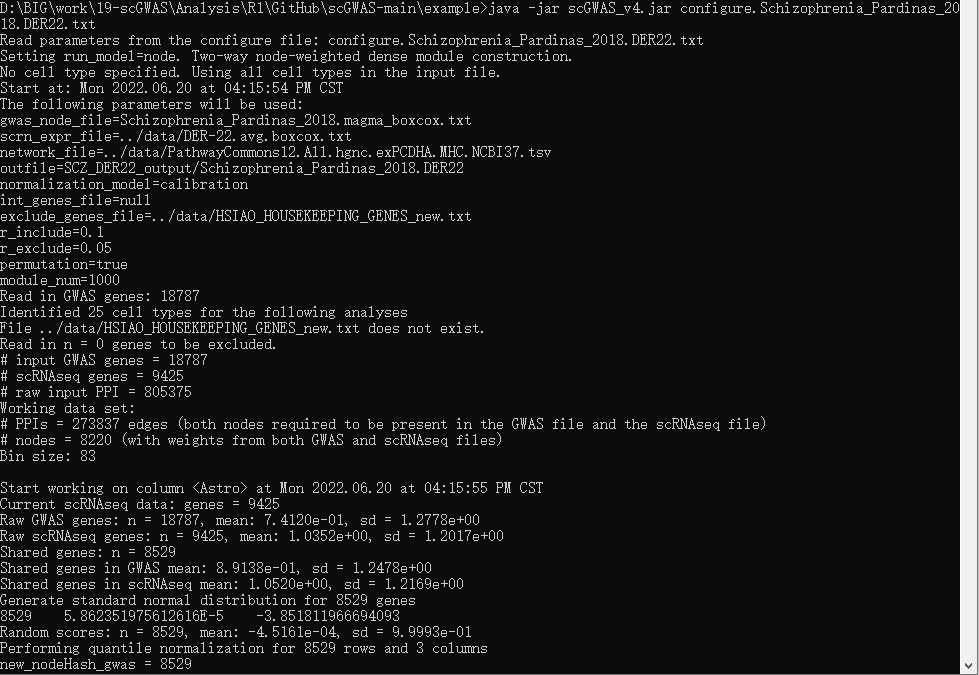 D:\BIG\work\19-scGWAS\Analysis\R1\GitHub\scGWAS-main\example>java -jar scGWAS_v4.jar configure.Schizophrenia_Pardinas_20
18.DER22.txt
Read parameters from the configure file: configure.Schizophrenia_Pardinas_2018.DER22.txt
Setting run_model=node. Two-way node-weighted dense module construction.
No cell type specified. Using all cell types in the input file.
Start at: Mon 2022.06.20 at 04:15:54 PM CST
The following parameters will be used:
gwas_node_file=Schizophrenia_Pardinas_2018.magma_boxcox.txt
scrn_expr_file=../data/DER-22.avg.boxcox.txt
network_file=../data/PathwayCommons12.All.hgnc.exPCDHA.MHC.NCBI37.tsv
outfile=SCZ_DER22_output/Schizophrenia_Pardinas_2018.DER22
normalization_model=calibration
int_genes_file=null
exclude_genes_file=../data/HSIAO_HOUSEKEEPING_GENES_new.txt
r_include=0.1
r_exclude=0.05
permutation=true
module_num=1000
Read in GWAS genes: 18787
Identified 25 cell types for the following analyses
File ../data/HSIAO_HOUSEKEEPING_GENES_new.txt does not exist.
Read in n = 0 genes to be excluded.
# input GWAS genes = 18787
# scRNAseq genes = 9425
# raw input PPI = 805375
Working data set:
# PPIs = 273837 edges (both nodes required to be present in the GWAS file and the scRNAseq file)
# nodes = 8220 (with weights from both GWAS and scRNAseq files)
Bin size: 83
Start working on column <Astro> at Mon 2022.06.20 at 04:15:55 PM CST
Current scRNAseq data: genes = 9425
Raw GWAS genes: n = 18787, mean: 7.4120e-01, sd = 1.2778e+00
Raw scRNAseq genes: n = 9425, mean: 1.0352e+00, sd = 1.2017e+00
Shared genes: n = 8529
Shared genes in GWAS mean: 8.9138e-01, sd = 1.2478e+00
Shared genes in scRNAseq mean: 1.0520e+00, sd = 1.2169e+00
Generate standard normal distribution for 8529 genes
8529    5.862351975612616E-5    -3.851811966694093
Random scores: n = 8529, mean: -4.5161e-04, sd = 9.9993e-01
Performing quantile normalization for 8529 rows and 3 columns
new_nodeHash_gwas = 8529